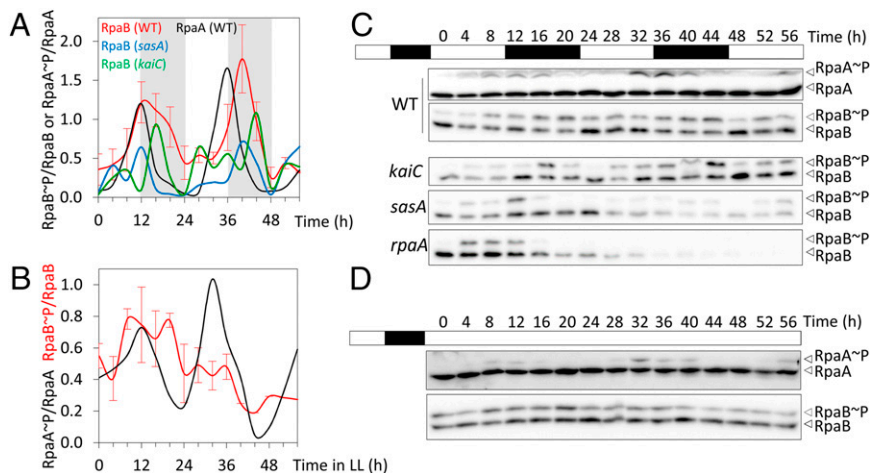 A
RpaB (WT) RpaA (WT)
RpaB (sasA)
RpaB (kaiC)
RpaB~P/RpaB or RpaA~P/RpaA
2.0
1.5
1.0
0.5
0.0
0 12 24 36 48 Time (h)
B
RpaA~P/RpaA RpaB~P/RpaB
1.0
0.8
0.6
0.4
0.2
0.0
0 12 24 36 48 Time in LL (h)
C
0 4 8 12 16 20 24 28 32 36 40 44 48 52 56 Time (h)
WT
RpaA~P
RpaA
RpaB~P
RpaB
kaiC
RpaB~P
RpaB
sasA
RpaB~P
RpaB
rpaA
RpaB~P
RpaB
D
0 4 8 12 16 20 24 28 32 36 40 44 48 52 56 Time (h)
RpaA~P
RpaA
RpaB~P
RpaB